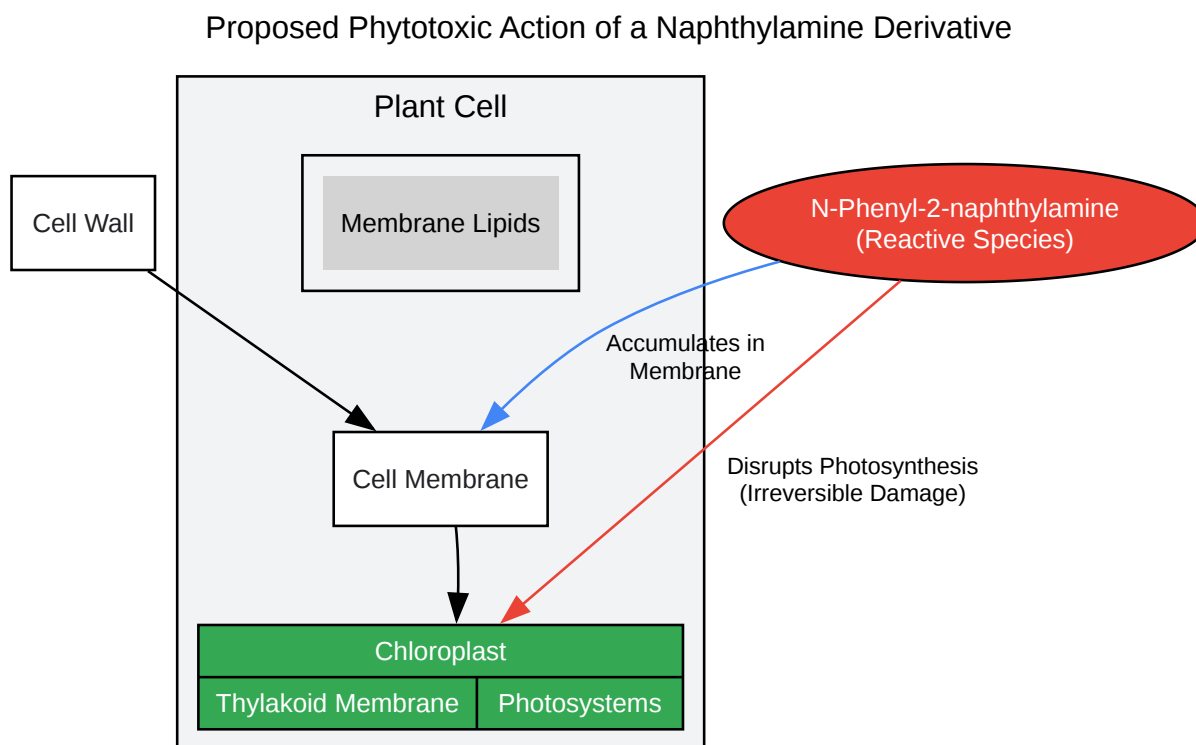 Proposed Phytotoxic Action of a Naphthylamine Derivative
Plant Cell
Cell Wall
Membrane Lipids
N-Phenyl-2-naphthylamine
(Reactive Species)
Accumulates in
Membrane
Cell Membrane
Disrupts Photosynthesis
(Irreversible Damage)
Chloroplast
Thylakoid Membrane
Photosystems